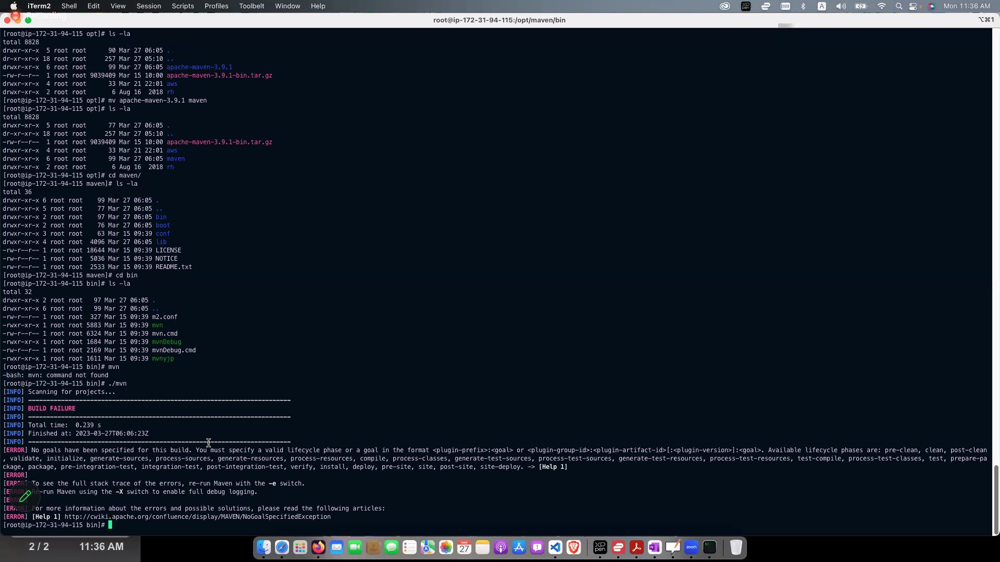 iTerm2 Shell Edit View Session Scripts Profiles Toolbelt Window Help A Mon 11:36 AM
Recording
root@ip-172-31-94-115:/opt/maven/bin ⌥⌘1
[root@ip-172-31-94-115 opt]# ls -la
total 8828
drwxr-xr-x  5 root root      90 Mar 27 06:05 .
dr-xr-xr-x 18 root root     257 Mar 27 05:10 ..
drwxr-xr-x  6 root root      99 Mar 27 06:05 apache-maven-3.9.1
-rw-r--r--  1 root root 9039409 Mar 15 10:00 apache-maven-3.9.1-bin.tar.gz
drwxr-xr-x  4 root root      33 Mar 21 22:01 aws
drwxr-xr-x  2 root root       6 Aug 16  2018 rh
[root@ip-172-31-94-115 opt]# mv apache-maven-3.9.1 maven
[root@ip-172-31-94-115 opt]# ls -la
total 8828
drwxr-xr-x  5 root root      77 Mar 27 06:05 .
dr-xr-xr-x 18 root root     257 Mar 27 05:10 ..
-rw-r--r--  1 root root 9039409 Mar 15 10:00 apache-maven-3.9.1-bin.tar.gz
drwxr-xr-x  4 root root      33 Mar 21 22:01 aws
drwxr-xr-x  6 root root      99 Mar 27 06:05 maven
drwxr-xr-x  2 root root       6 Aug 16  2018 rh
[root@ip-172-31-94-115 opt]# cd maven/
[root@ip-172-31-94-115 maven]# ls -la
total 36
drwxr-xr-x 6 root root    99 Mar 27 06:05 .
drwxr-xr-x 5 root root    77 Mar 27 06:05 ..
drwxr-xr-x 2 root root    97 Mar 27 06:05 bin
drwxr-xr-x 2 root root    76 Mar 27 06:05 boot
drwxr-xr-x 3 root root    63 Mar 15 09:39 conf
drwxr-xr-x 4 root root  4096 Mar 27 06:05 lib
-rw-r--r-- 1 root root 18644 Mar 15 09:39 LICENSE
-rw-r--r-- 1 root root  5036 Mar 15 09:39 NOTICE
-rw-r--r-- 1 root root  2533 Mar 15 09:39 README.txt
[root@ip-172-31-94-115 maven]# cd bin
[root@ip-172-31-94-115 bin]# ls -la
total 32
drwxr-xr-x 2 root root   97 Mar 27 06:05 .
drwxr-xr-x 6 root root   99 Mar 27 06:05 ..
-rw-r--r-- 1 root root  327 Mar 15 09:39 m2.conf
-rwxr-xr-x 1 root root 5883 Mar 15 09:39 mvn
-rw-r--r-- 1 root root 6324 Mar 15 09:39 mvn.cmd
-rwxr-xr-x 1 root root 1684 Mar 15 09:39 mvnDebug
-rw-r--r-- 1 root root 2169 Mar 15 09:39 mvnDebug.cmd
-rwxr-xr-x 1 root root 1611 Mar 15 09:39 mvnyjp
[root@ip-172-31-94-115 bin]# mvn
-bash: mvn: command not found
[root@ip-172-31-94-115 bin]# ./mvn
[INFO] Scanning for projects...
[INFO] ------------------------------------------------------------------------
[INFO] BUILD FAILURE
[INFO] ------------------------------------------------------------------------
[INFO] Total time:  0.239 s
[INFO] Finished at: 2023-03-27T06:06:23Z
[INFO] ------------------------------------------------------------------------
[ERROR] No goals have been specified for this build. You must specify a valid lifecycle phase or a goal in the format <plugin-prefix>:<goal> or <plugin-group-id>:<plugin-artifact-id>[:<plugin-version>]:<goal>. Available lifecycle phases are: pre-clean, clean, post-clean
, validate, initialize, generate-sources, process-sources, generate-resources, process-resources, compile, process-classes, generate-test-sources, process-test-sources, generate-test-resources, process-test-resources, test-compile, process-test-classes, test, prepare-pa
ckage, package, pre-integration-test, integration-test, post-integration-test, verify, install, deploy, pre-site, site, post-site, site-deploy. -> [Help 1]
[ERROR]
[ERROR] To see the full stack trace of the errors, re-run Maven with the -e switch.
[ERROR] Re-run Maven using the -X switch to enable full debug logging.
[ERROR]
[ERROR] For more information about the errors and possible solutions, please read the following articles:
[ERROR] [Help 1] http://cwiki.apache.org/confluence/display/MAVEN/NoGoalSpecifiedException
[root@ip-172-31-94-115 bin]#
2 / 2 11:36 AM
MAR 27 XP PEN zoom